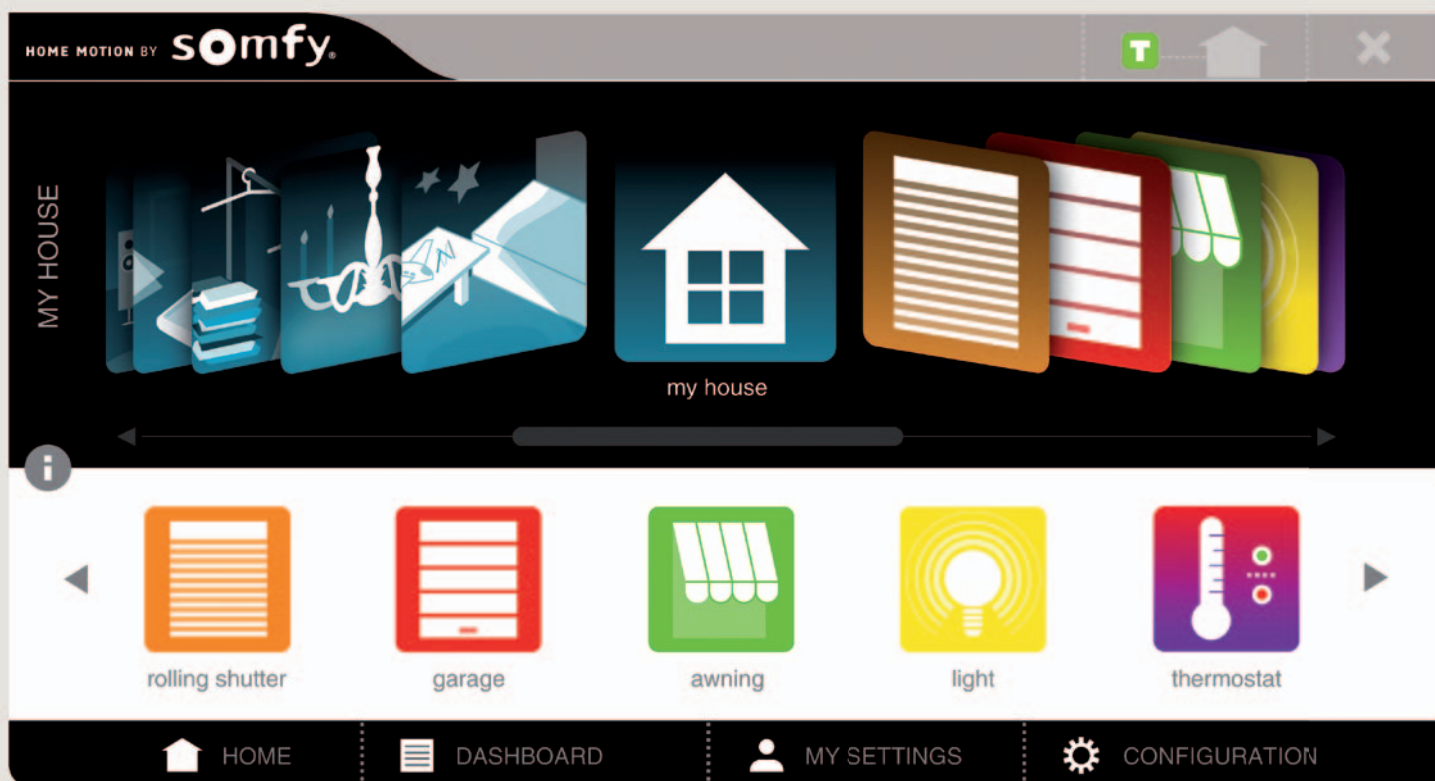 HOME MOTION BY somfy®
T
MY HOUSE
my house
i
rolling shutter
garage
awning
light
thermostat
HOME
DASHBOARD
MY SETTINGS
CONFIGURATION